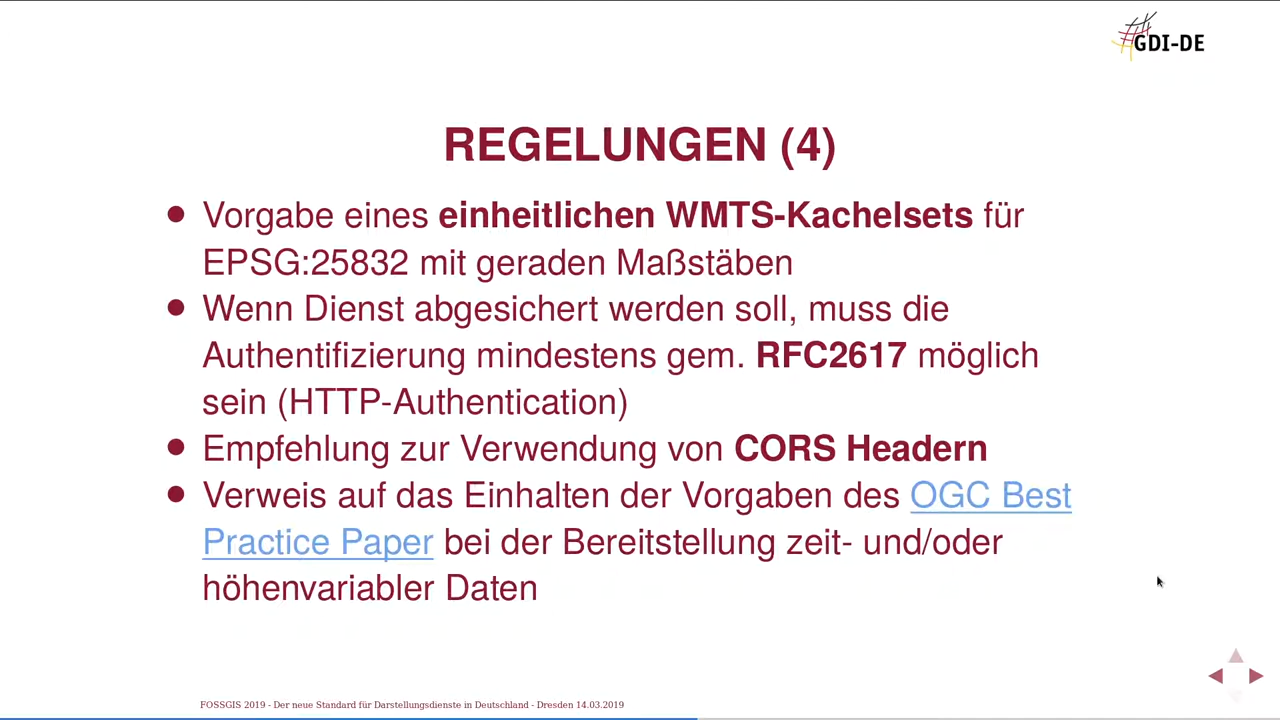 GDI-DE
REGELUNGEN (4)
• Vorgabe eines einheitlichen WMTS-Kachelsets für
EPSG:25832 mit geraden Maßstäben
• Wenn Dienst abgesichert werden soll, muss die
Authentifizierung mindestens gem. RFC2617 möglich
sein (HTTP-Authentication)
• Empfehlung zur Verwendung von CORS Headern
• Verweis auf das Einhalten der Vorgaben des OGC Best
Practice Paper bei der Bereitstellung zeit- und/oder
höhenvariabler Daten
FOSSGIS 2019 - Der neue Standard für Darstellungsdienste in Deutschland - Dresden 14.03.2019